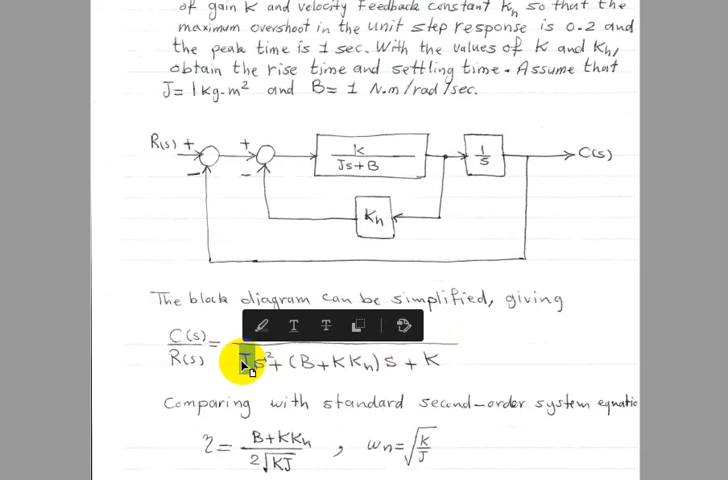 of gain K and velocity feedback constant Kh so that the
maximum overshoot in the unit step response is 0.2 and
the peak time is 1 sec. With the values of K and Kh,
obtain the rise time and settling time. Assume that
J=1kg-m² and B=1 N.m/rad/sec.
R(s) + + K/(Js+B) 1/s C(s)
- -
Kh
The block diagram can be simplified, giving
C(s)/R(s) = Js²+(B+KKh)s+K
Comparing with standard second-order system equatio
ζ = (B+KKh)/(2√KJ) , ωn=√(K/J)